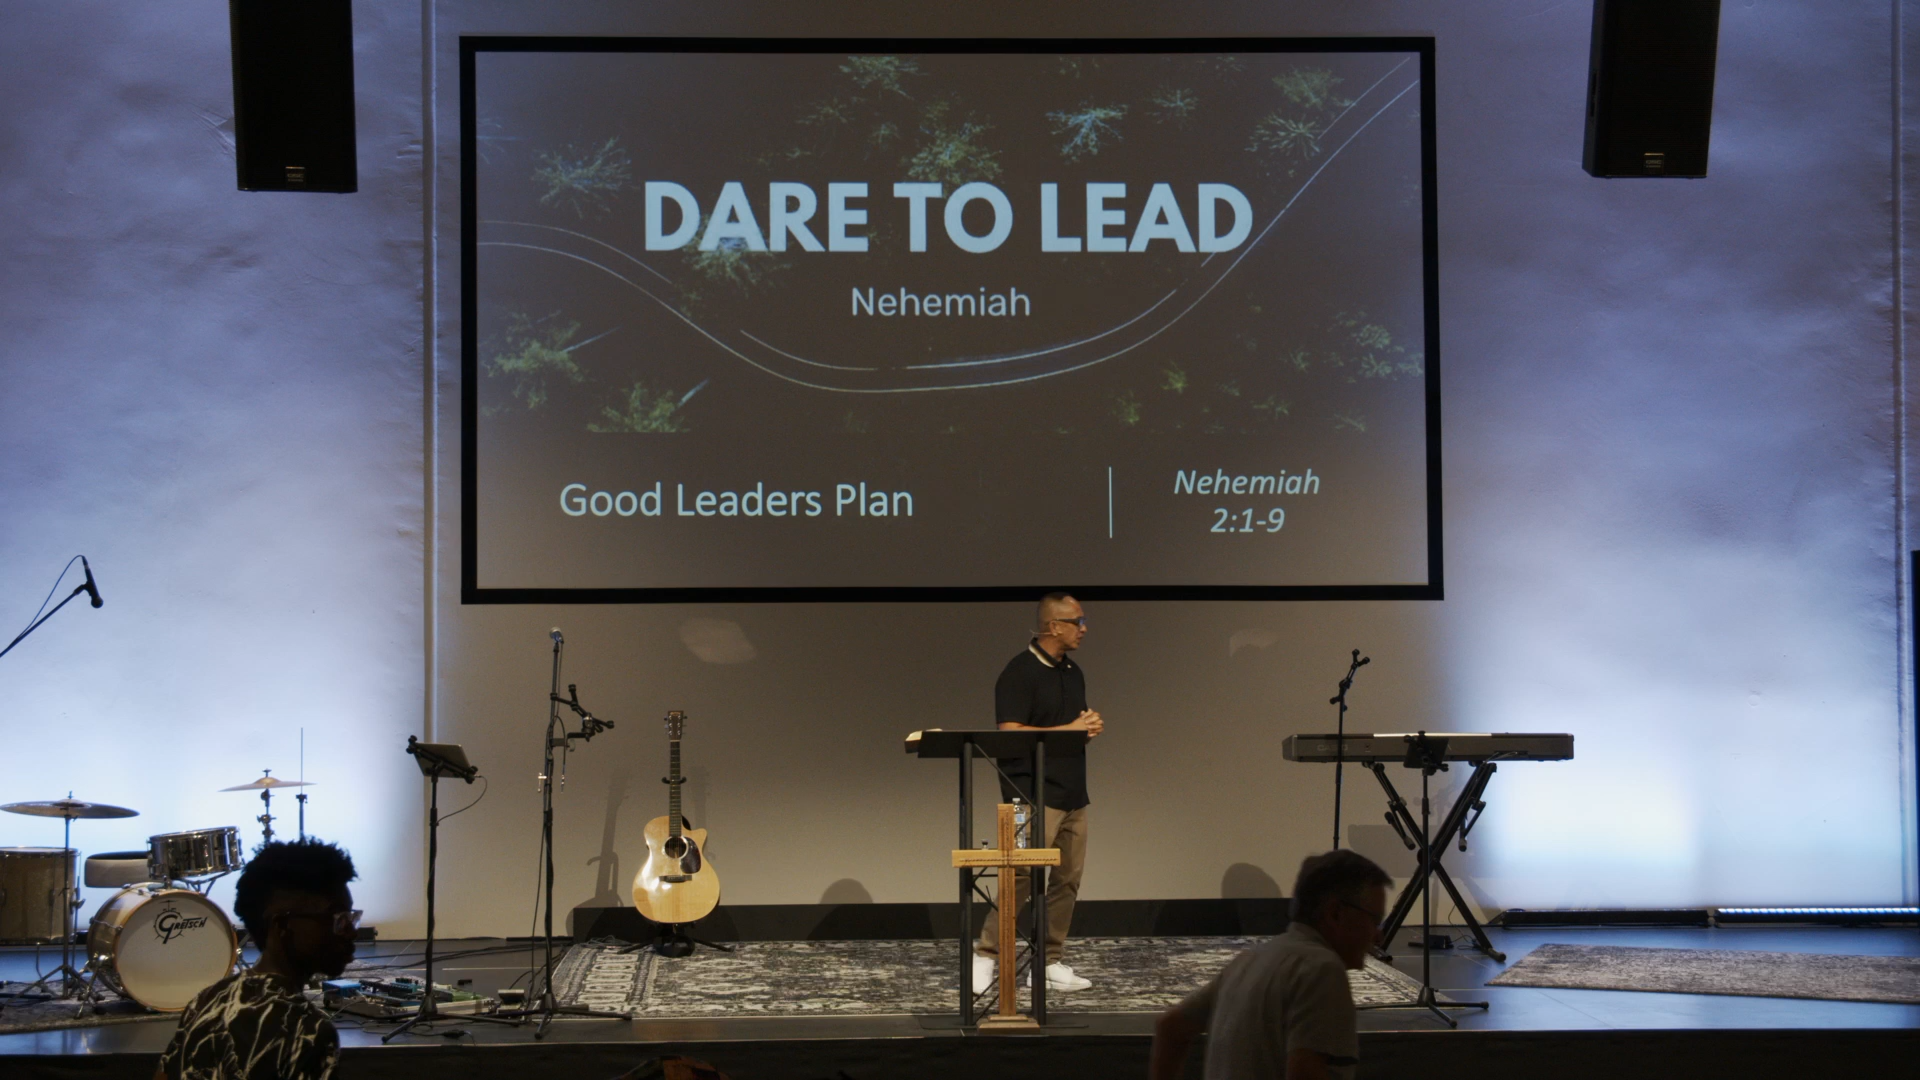 DARE TO LEAD
Nehemiah
Good Leaders Plan
Nehemiah
2:1-9
GRETSCH